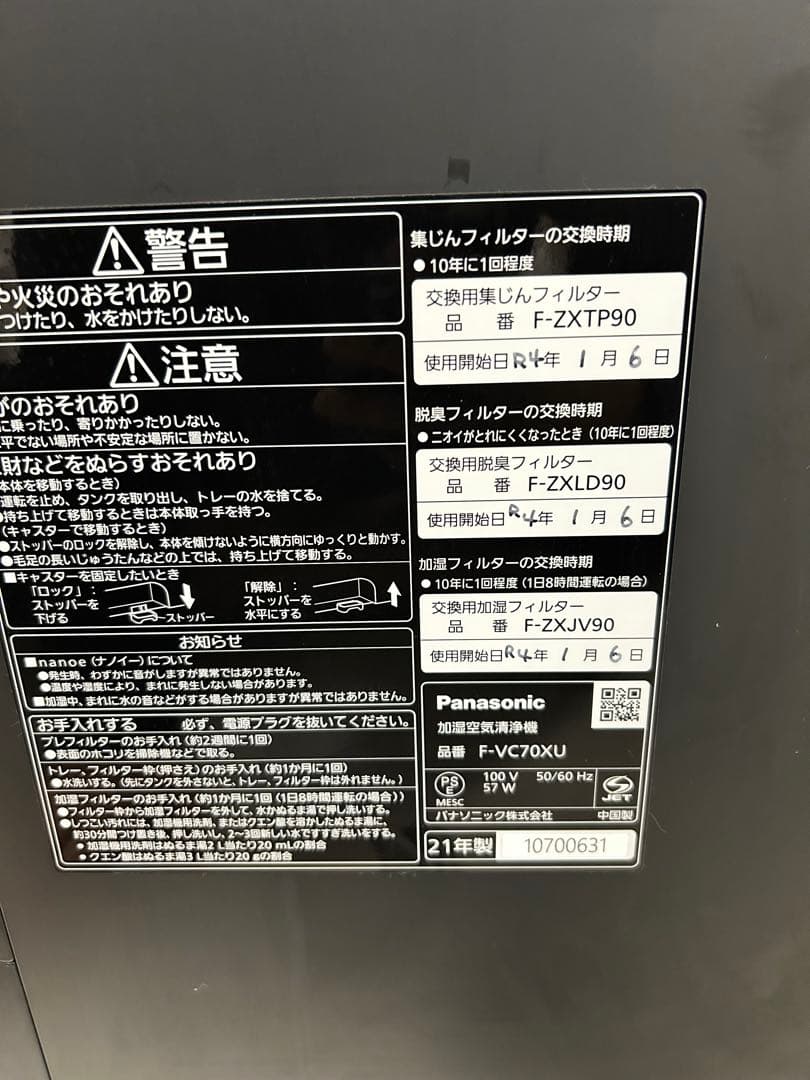 警告
や火災のおそれあり
つけたり、水をかけたりしない。
注意
がのおそれあり
に乗ったり、寄りかかったりしない。
平でない場所や不安定な場所に置かない。
財などをぬらすおそれあり
本体を移動するとき)
運転を止め、タンクを取り出し、トレーの水を捨てる。
持ち上げて移動するときは本体取っ手を持つ。
(キャスターで移動するとき)
●ストッパーのロックを解除し、本体を傾けないように横方向にゆっくりと動かす。
●毛足の長いじゅうたんなどの上では、持ち上げて移動する。
■キャスターを固定したいとき
「ロック」:
ストッパーを
下げる
ストッパー
「解除」:
ストッパーを
水平にする
お知らせ
■nanoe(ナノイー)について
●発生時、わずかに音がしますが異常ではありません。
●温度や湿度により、まれに発生しない場合があります。
■加湿中、まれに水の音などがする場合がありますが異常ではありません。
お手入れする 必ず、電源プラグを抜いてください。
プレフィルターのお手入れ(約2週間に1回)
●表面のホコリを掃除機などで取る。
トレー、フィルター枠(押さえ)のお手入れ(約1か月に1回)
●水洗いする。(先にタンクを外さないと、トレー、フィルター枠は外れません。)
加湿フィルターのお手入れ(約1か月に1回(1日8時間運転の場合))
●フィルター枠から加湿フィルターを外して、水かぬるま湯で押し洗いする。
●しつこい汚れには、加湿機用洗剤、またはクエン酸を溶かしたぬるま湯に、
約30分間つけ置き後、押し洗いし、2~3回新しい水ですすぎ洗いをする。
• 加湿機用洗剤はぬるま湯2 L当たり20 mLの割合
• クエン酸はぬるま湯3 L当たり20 gの割合
集じんフィルターの交換時期
●10年に1回程度
交換用集じんフィルター
品 番 F-ZXTP90
使用開始日R4年 1月 6日
脱臭フィルターの交換時期
●ニオイがとれにくくなったとき(10年に1回程度)
交換用脱臭フィルター
品 番 F-ZXLD90
使用開始日R4年 1月 6日
加湿フィルターの交換時期
●10年に1回程度(1日8時間運転の場合)
交換用加湿フィルター
品 番 F-ZXJV90
使用開始日R4年 1月 6日
Panasonic
加湿空気清浄機
品番 F-VC70XU
PS
E
MESC
100 V 50/60 Hz
57 W
S
JET
パナソニック株式会社 中国製
21年製 10700631